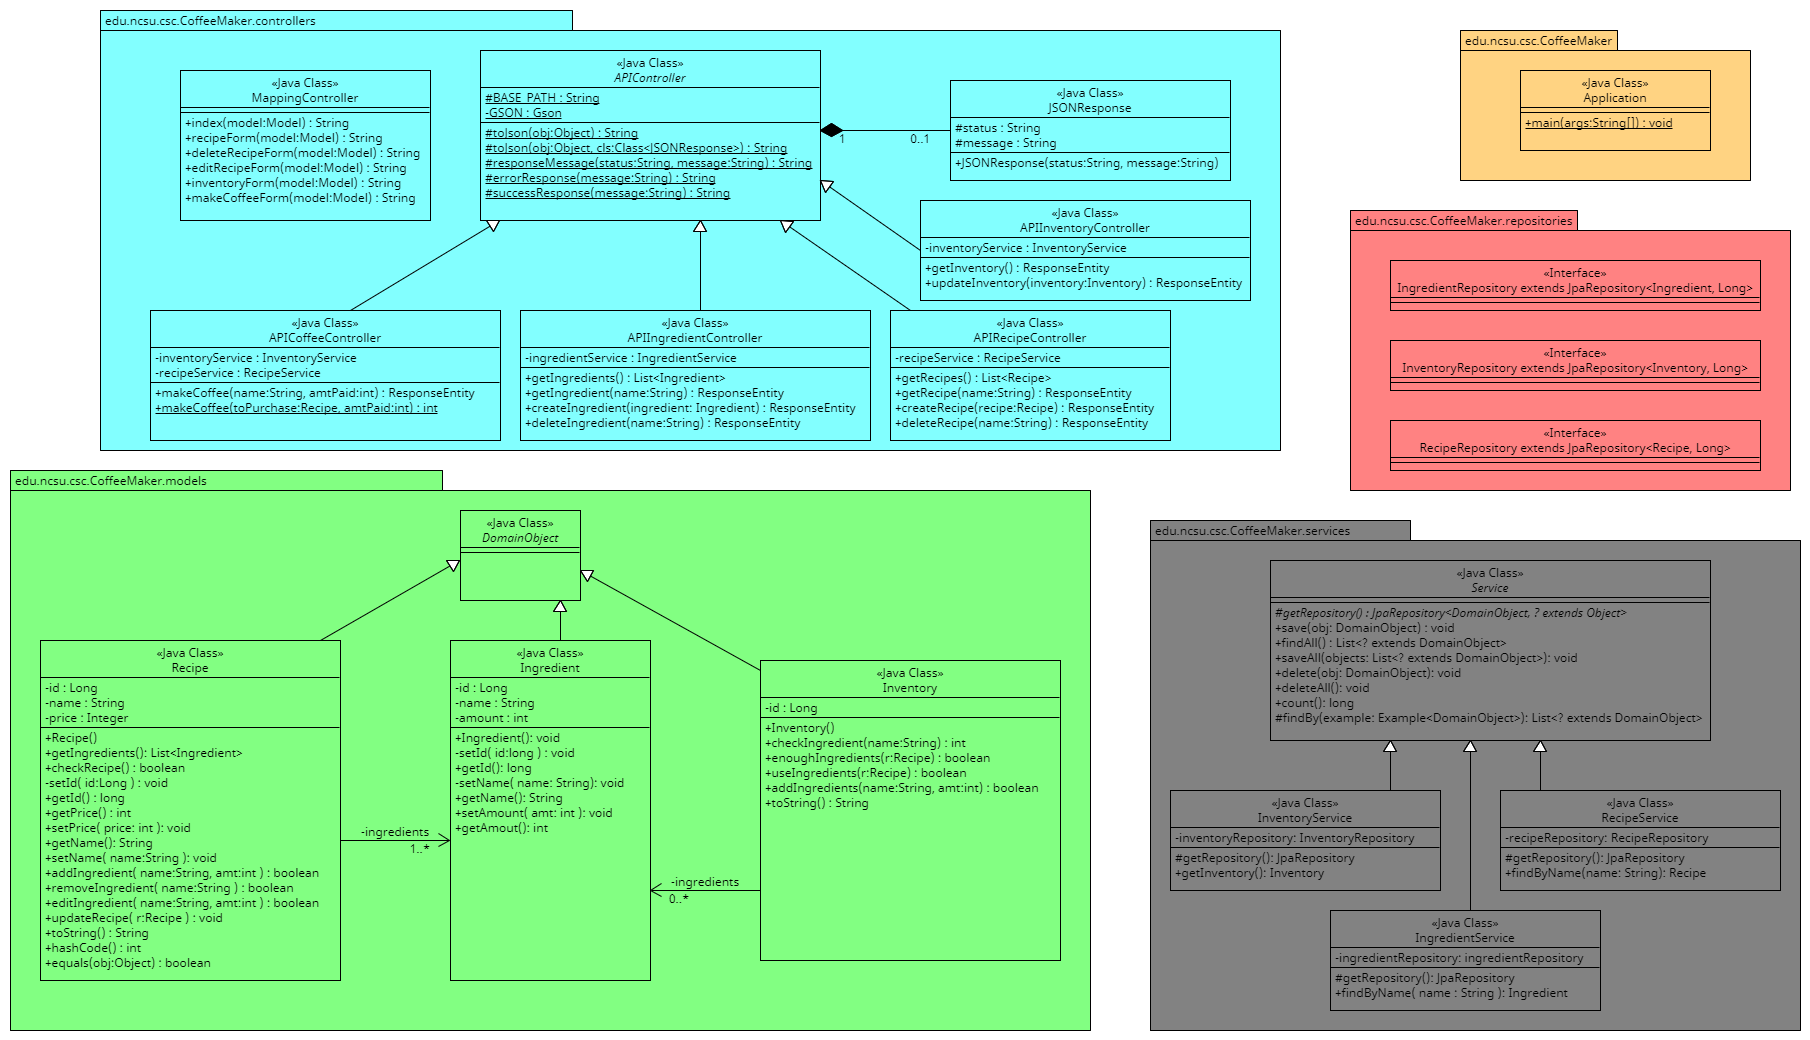 edu.ncsu.csc.CoffeeMaker.controllers
«Java Class»
MappingController
+index(model:Model) : String
+recipeForm(model:Model) : String
+deleteRecipeForm(model:Model) : String
+editRecipeForm(model:Model) : String
+inventoryForm(model:Model) : String
+makeCoffeeForm(model:Model) : String
«Java Class»
APIController
#BASE_PATH : String
-GSON : Gson
#toJson(obj:Object) : String
#toJson(obj:Object, cls:Class<JSONResponse>) : String
#responseMessage(status:String, message:String) : String
#errorResponse(message:String) : String
#successResponse(message:String) : String
1
0..1
«Java Class»
JSONResponse
#status : String
#message : String
+JSONResponse(status:String, message:String)
«Java Class»
APIInventoryController
-inventoryService : InventoryService
+getInventory() : ResponseEntity
+updateInventory(inventory:Inventory) : ResponseEntity
«Java Class»
APICoffeeController
-inventoryService : InventoryService
-recipeService : RecipeService
+makeCoffee(name:String, amtPaid:int) : ResponseEntity
+makeCoffee(toPurchase:Recipe, amtPaid:int) : int
«Java Class»
APIIngredientController
-ingredientService : IngredientService
+getIngredients() : List<Ingredient>
+getIngredient(name:String) : ResponseEntity
+createIngredient(ingredient: Ingredient) : ResponseEntity
+deleteIngredient(name:String) : ResponseEntity
«Java Class»
APIRecipeController
-recipeService : RecipeService
+getRecipes() : List<Recipe>
+getRecipe(name:String) : ResponseEntity
+createRecipe(recipe:Recipe) : ResponseEntity
+deleteRecipe(name:String) : ResponseEntity
edu.ncsu.csc.CoffeeMaker
«Java Class»
Application
+main(args:String[]) : void
edu.ncsu.csc.CoffeeMaker.repositories
«Interface»
IngredientRepository extends JpaRepository<Ingredient, Long>
«Interface»
InventoryRepository extends JpaRepository<Inventory, Long>
«Interface»
RecipeRepository extends JpaRepository<Recipe, Long>
edu.ncsu.csc.CoffeeMaker.models
«Java Class»
DomainObject
«Java Class»
Recipe
-id : Long
-name : String
-price : Integer
+Recipe()
+getIngredients(): List<Ingredient>
+checkRecipe() : boolean
-setId( id:Long ) : void
+getId() : long
+getPrice() : int
+setPrice( price: int ): void
+getName(): String
+setName( name:String ): void
+addIngredient( name:String, amt:int ) : boolean
+removeIngredient( name:String ) : boolean
+editIngredient( name:String, amt:int ) : boolean
+updateRecipe( r:Recipe ) : void
+toString() : String
+hashCode() : int
+equals(obj:Object) : boolean
-ingredients
1..*
«Java Class»
Ingredient
-id : Long
-name : String
-amount : int
+Ingredient(): void
-setId( id:long ) : void
+getId(): long
-setName( name: String): void
+getName(): String
+setAmount( amt: int ): void
+getAmout(): int
-ingredients
0..*
«Java Class»
Inventory
-id : Long
+Inventory()
+checkIngredient(name:String) : int
+enoughIngredients(r:Recipe) : boolean
+useIngredients(r:Recipe) : boolean
+addIngredients(name:String, amt:int) : boolean
+toString() : String
edu.ncsu.csc.CoffeeMaker.services
«Java Class»
Service
#getRepository() : JpaRepository<DomainObject, ? extends Object>
+save(obj: DomainObject) : void
+findAll() : List<? extends DomainObject>
+saveAll(objects: List<? extends DomainObject>): void
+delete(obj: DomainObject): void
+deleteAll(): void
+count(): long
#findBy(example: Example<DomainObject>): List<? extends DomainObject>
«Java Class»
InventoryService
-inventoryRepository: InventoryRepository
#getRepository(): JpaRepository
+getInventory(): Inventory
«Java Class»
RecipeService
-recipeRepository: RecipeRepository
#getRepository(): JpaRepository
+findByName(name: String): Recipe
«Java Class»
IngredientService
-ingredientRepository: ingredientRepository
#getRepository(): JpaRepository
+findByName( name : String ): Ingredient